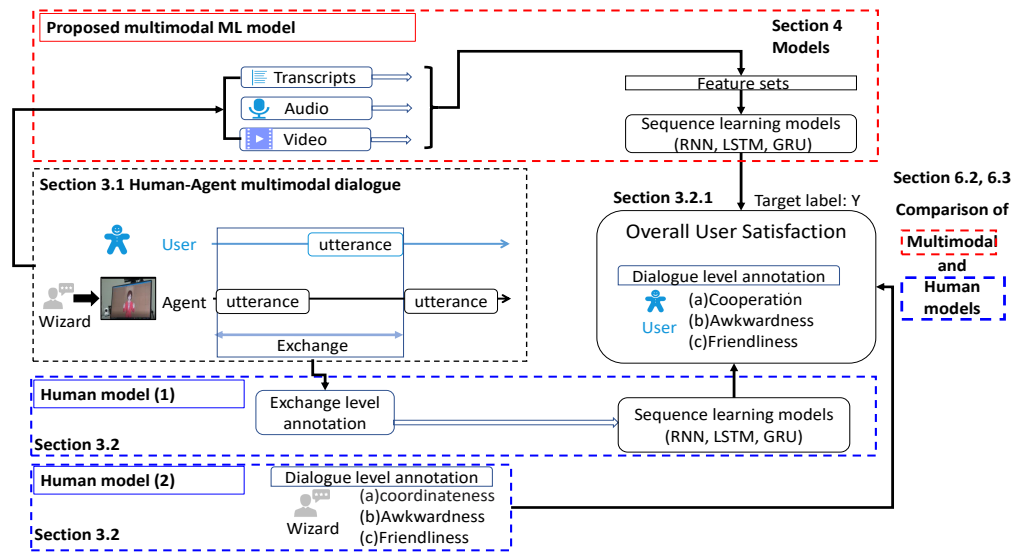 Proposed multimodal ML model
Section 4
Models
Transcripts
Audio
Video
Feature sets
Sequence learning models
(RNN, LSTM, GRU)
Section 3.1 Human-Agent multimodal dialogue
User
utterance
Wizard
Agent
utterance
utterance
Exchange
Section 3.2.1
Target label: Y
Overall User Satisfaction
Dialogue level annotation
User
(a)Cooperation
(b)Awkwardness
(c)Friendliness
Section 6.2, 6.3
Comparison of
Multimodal
and
Human
models
Human model (1)
Section 3.2
Exchange level
annotation
Sequence learning models
(RNN, LSTM, GRU)
Human model (2)
Section 3.2
Dialogue level annotation
Wizard
(a)coordinateness
(b)Awkwardness
(c)Friendliness